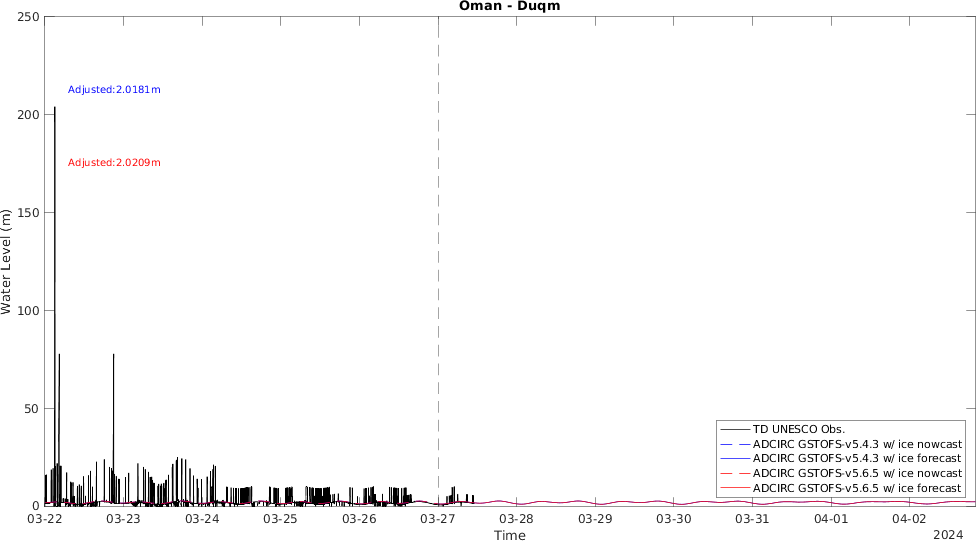 Oman - Duqm
250
200
150
100
50
0
Water Level (m)
Adjusted:2.0181m
Adjusted:2.0209m
TD UNESCO Obs.
ADCIRC GSTOFS-v5.4.3 w/ ice nowcast
ADCIRC GSTOFS-v5.4.3 w/ ice forecast
ADCIRC GSTOFS-v5.6.5 w/ ice nowcast
ADCIRC GSTOFS-v5.6.5 w/ ice forecast
03-22 03-23 03-24 03-25 03-26 03-27 03-28 03-29 03-30 03-31 04-01 04-02
Time
2024